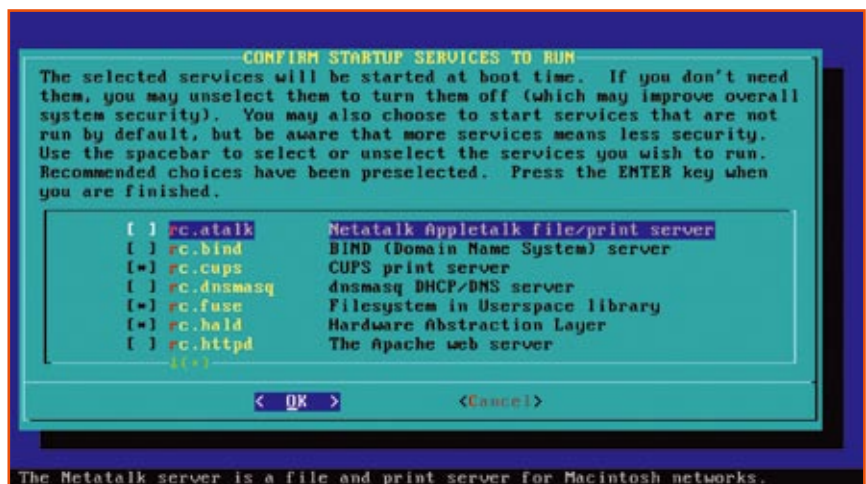 CONFIRM STARTUP SERVICES TO RUN
The selected services will be started at boot time.  If you don't need
them, you may unselect them to turn them off (which may improve overall
system security).  You may also choose to start services that are not
run by default, but be aware that more services means less security.
Use the spacebar to select or unselect the services you wish to run.
Recommended choices have been preselected.  Press the ENTER key when
you are finished.
[ ] rc.atalk Netatalk Appletalk file/print server
[ ] rc.bind BIND (Domain Name System) server
[*] rc.cups CUPS print server
[ ] rc.dnsmasq dnsmasq DHCP/DNS server
[*] rc.fuse Filesystem in Userspace library
[*] rc.hald Hardware Abstraction Layer
[ ] rc.httpd The Apache web server
↓(+)
< OK > <Cancel>
The Netatalk server is a file and print server for Macintosh networks.